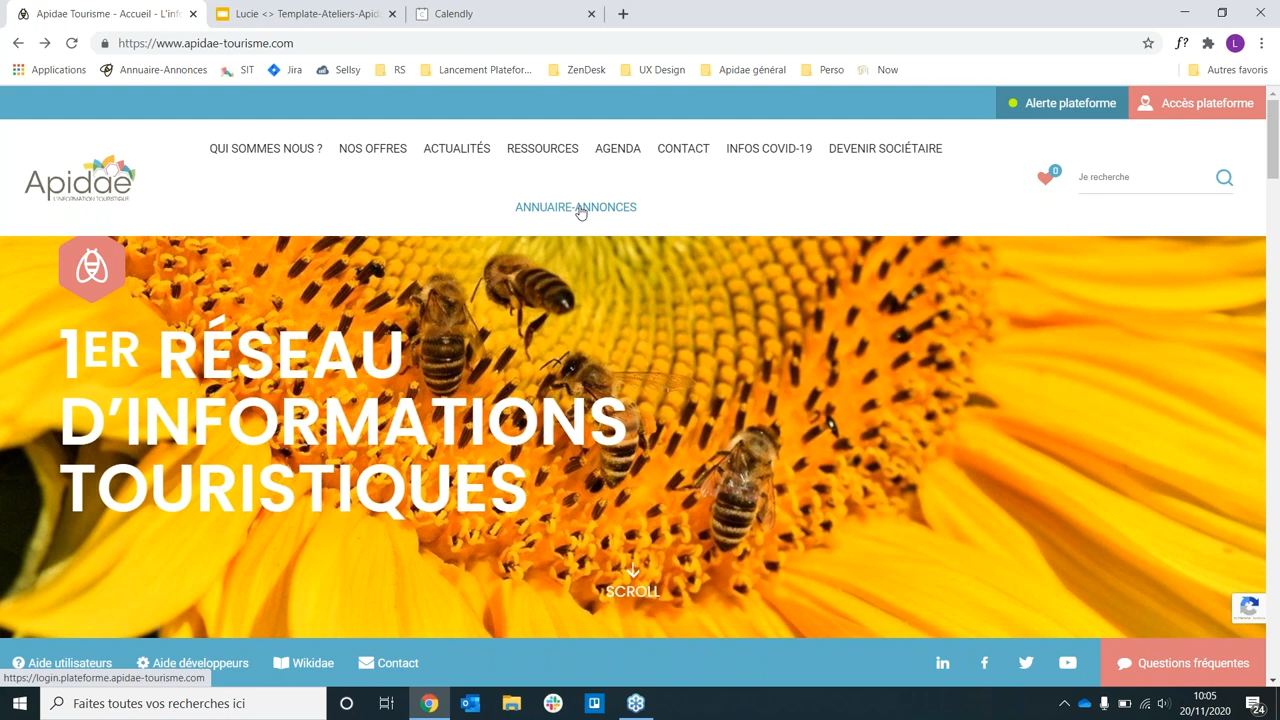 Apidae Tourisme - Accueil - L'inf
Lucie <> Template-Ateliers-Apida
Calendly
https://www.apidae-tourisme.com
f?
L
Applications
Annuaire-Annonces
SIT
Jira
Sellsy
RS
Lancement Platefor...
ZenDesk
UX Design
Apidae général
Perso
Now
Autres favoris
Alerte plateforme
Accès plateforme
QUI SOMMES NOUS ?
NOS OFFRES
ACTUALITÉS
RESSOURCES
AGENDA
CONTACT
INFOS COVID-19
DEVENIR SOCIÉTAIRE
Apidae
L'INFORMATION TOURISTIQUE
0
Je recherche
ANNUAIRE-ANNONCES
1ER RÉSEAU
D'INFORMATIONS
TOURISTIQUES
SCROLL
Aide utilisateurs
Aide développeurs
Wikidae
Contact
Questions fréquentes
https://login.plateforme.apidae-tourisme.com
Faites toutes vos recherches ici
10:05
20/11/2020
24